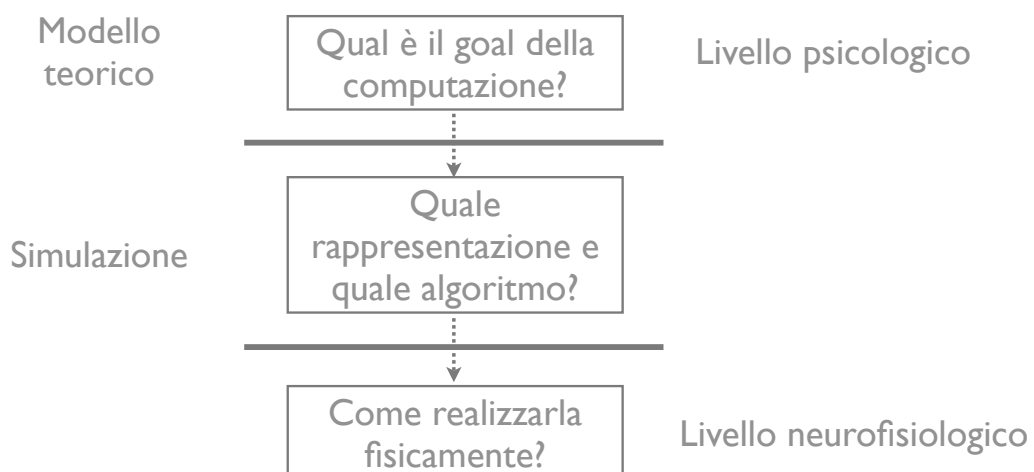 Modello
teorico
Qual è il goal della
computazione?
Livello psicologico
Simulazione
Quale
rappresentazione e
quale algoritmo?
Come realizzarla
fisicamente?
Livello neurofisiologico